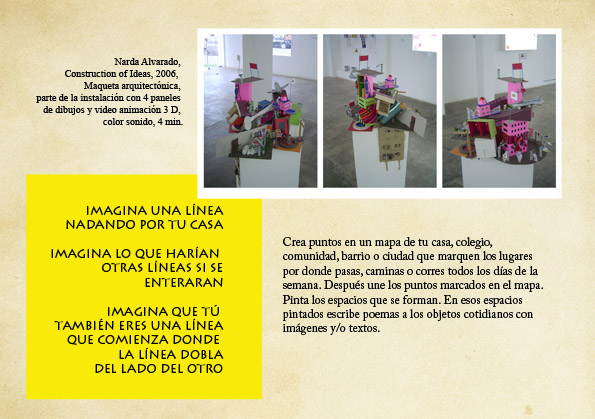 Narda Alvarado,
Construction of Ideas, 2006,
Maqueta arquitectónica,
parte de la instalación con 4 paneles
de dibujos y video animación 3 D,
color sonido, 4 min.
IMAGINA UNA LÍNEA
NADANDO POR TU CASA
IMAGINA LO QUE HARÍAN
OTRAS LÍNEAS SI SE
ENTERARAN
IMAGINA QUE TÚ
TAMBIÉN ERES UNA LÍNEA
QUE COMIENZA DONDE
LA LÍNEA DOBLA
DEL LADO DEL OTRO
Crea puntos en un mapa de tu casa, colegio,
comunidad, barrio o ciudad que marquen los lugares
por donde pasas, caminas o corres todos los días de la
semana. Después une los puntos marcados en el mapa.
Pinta los espacios que se forman. En esos espacios
pintados escribe poemas a los objetos cotidianos con
imágenes y/o textos.